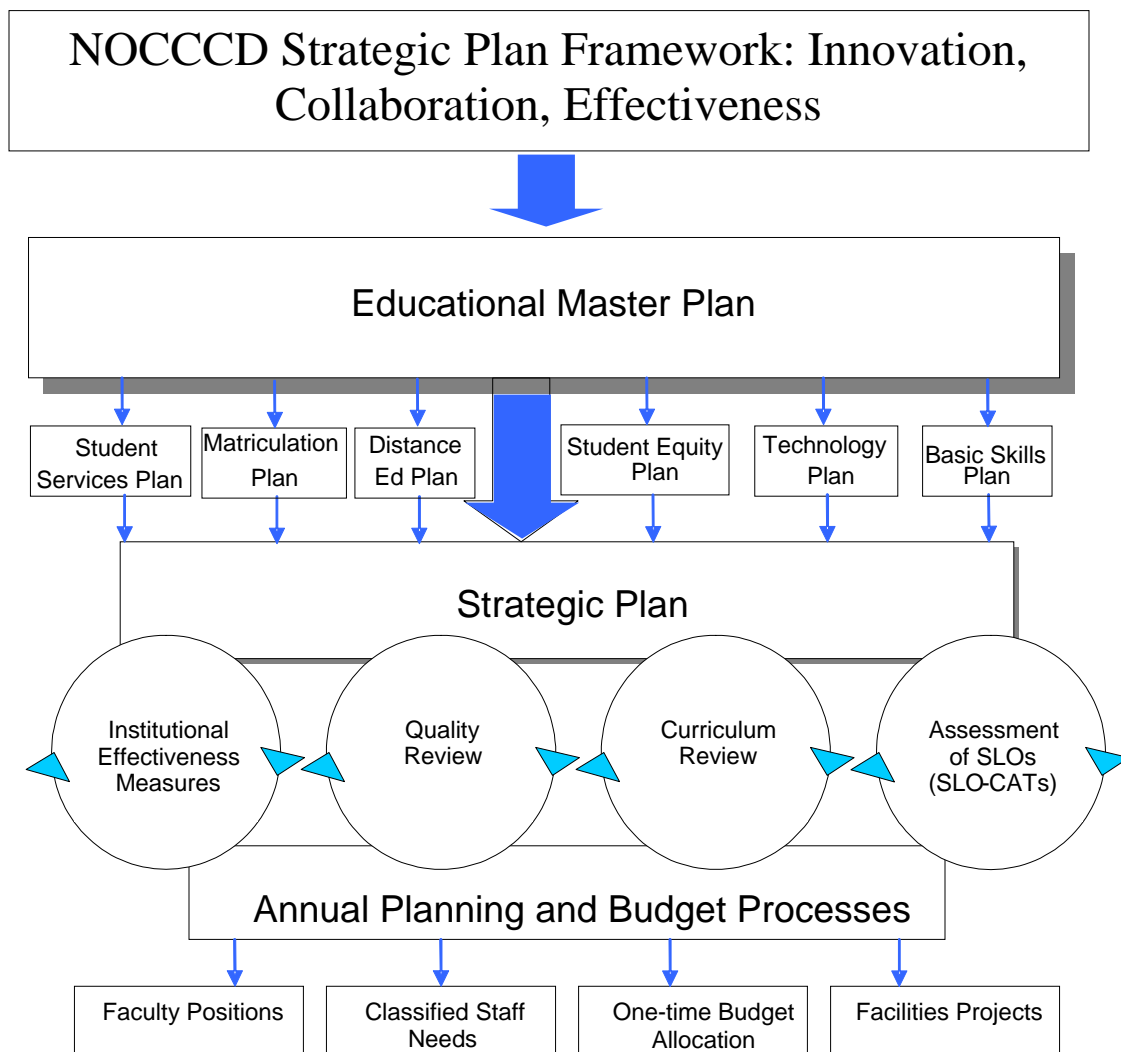 NOCCCD Strategic Plan Framework: Innovation,
Collaboration, Effectiveness
Educational Master Plan
Student
Services Plan
Matriculation
Plan
Distance
Ed Plan
Student Equity
Plan
Technology
Plan
Basic Skills
Plan
Strategic Plan
Institutional
Effectiveness
Measures
Quality
Review
Curriculum
Review
Assessment
of SLOs
(SLO-CATs)
Annual Planning and Budget Processes
Faculty Positions
Classified Staff
Needs
One-time Budget
Allocation
Facilities Projects